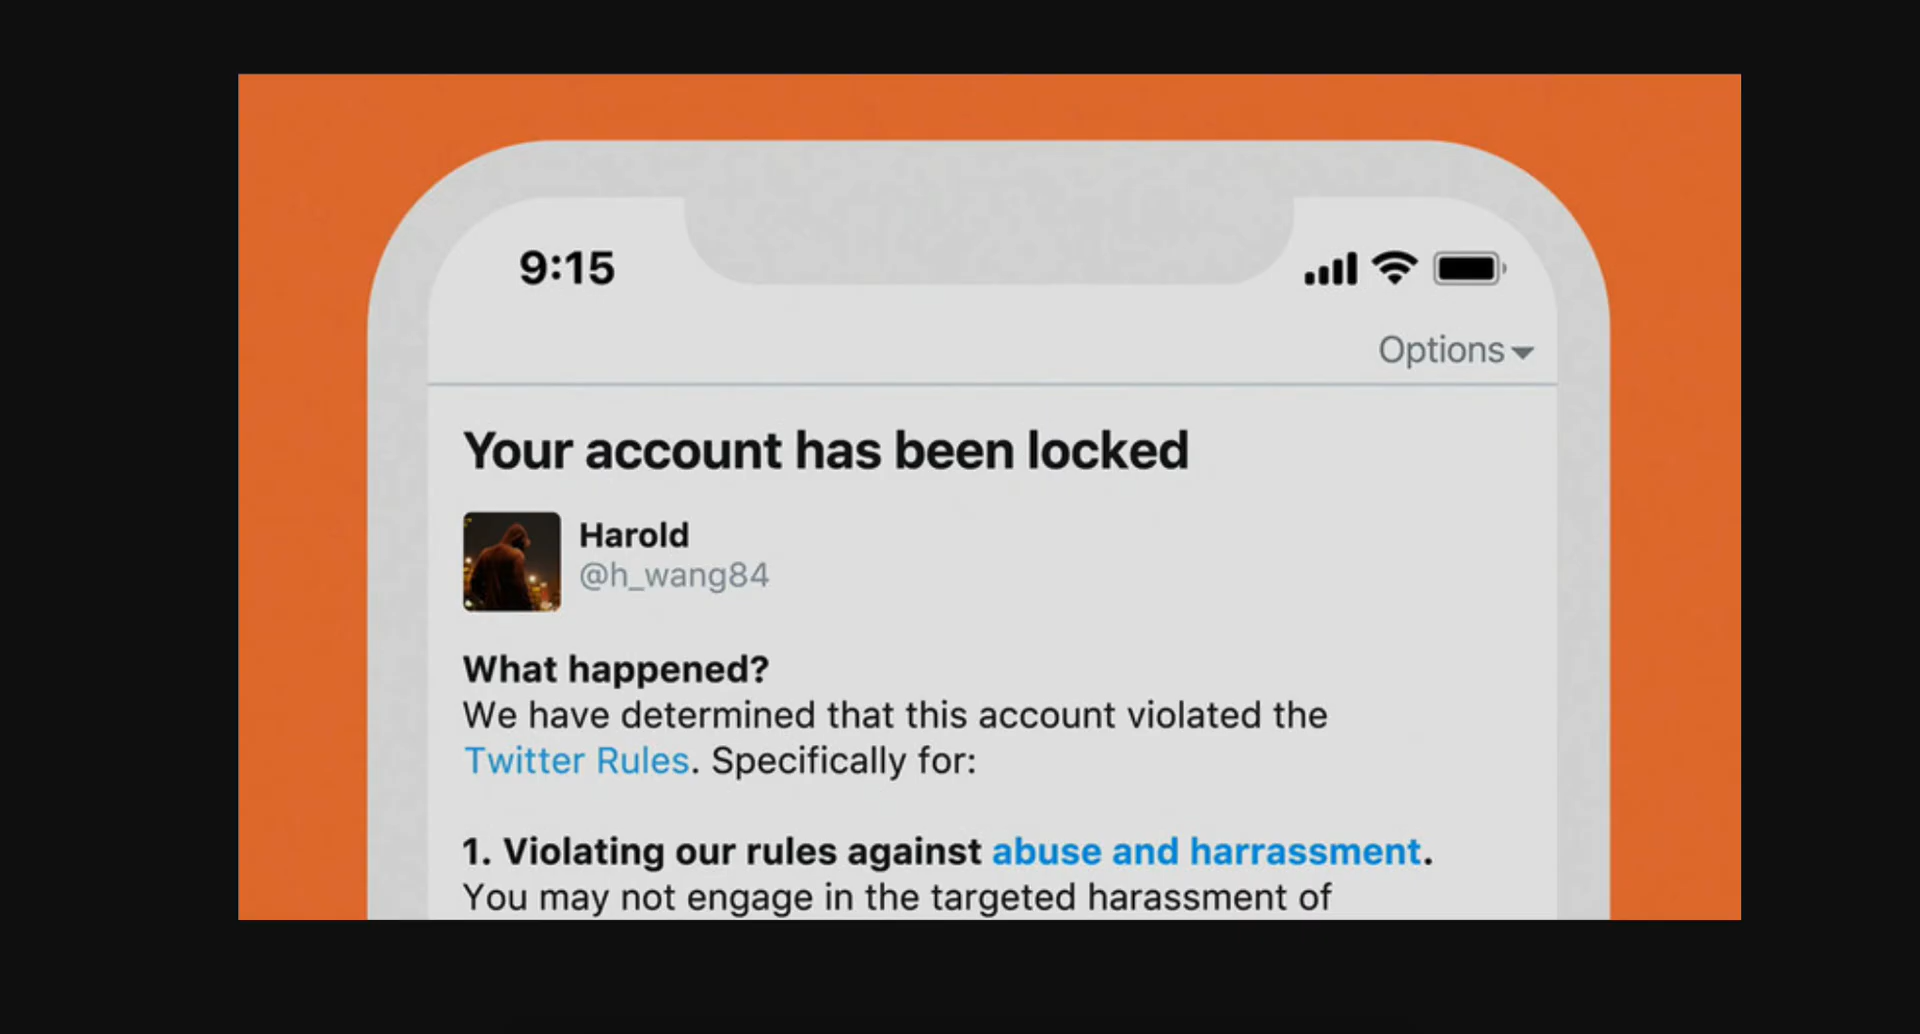 9:15
Options
Your account has been locked
Harold
@h_wang84
What happened?
We have determined that this account violated the
Twitter Rules. Specifically for:
1. Violating our rules against abuse and harrassment.
You may not engage in the targeted harassment of